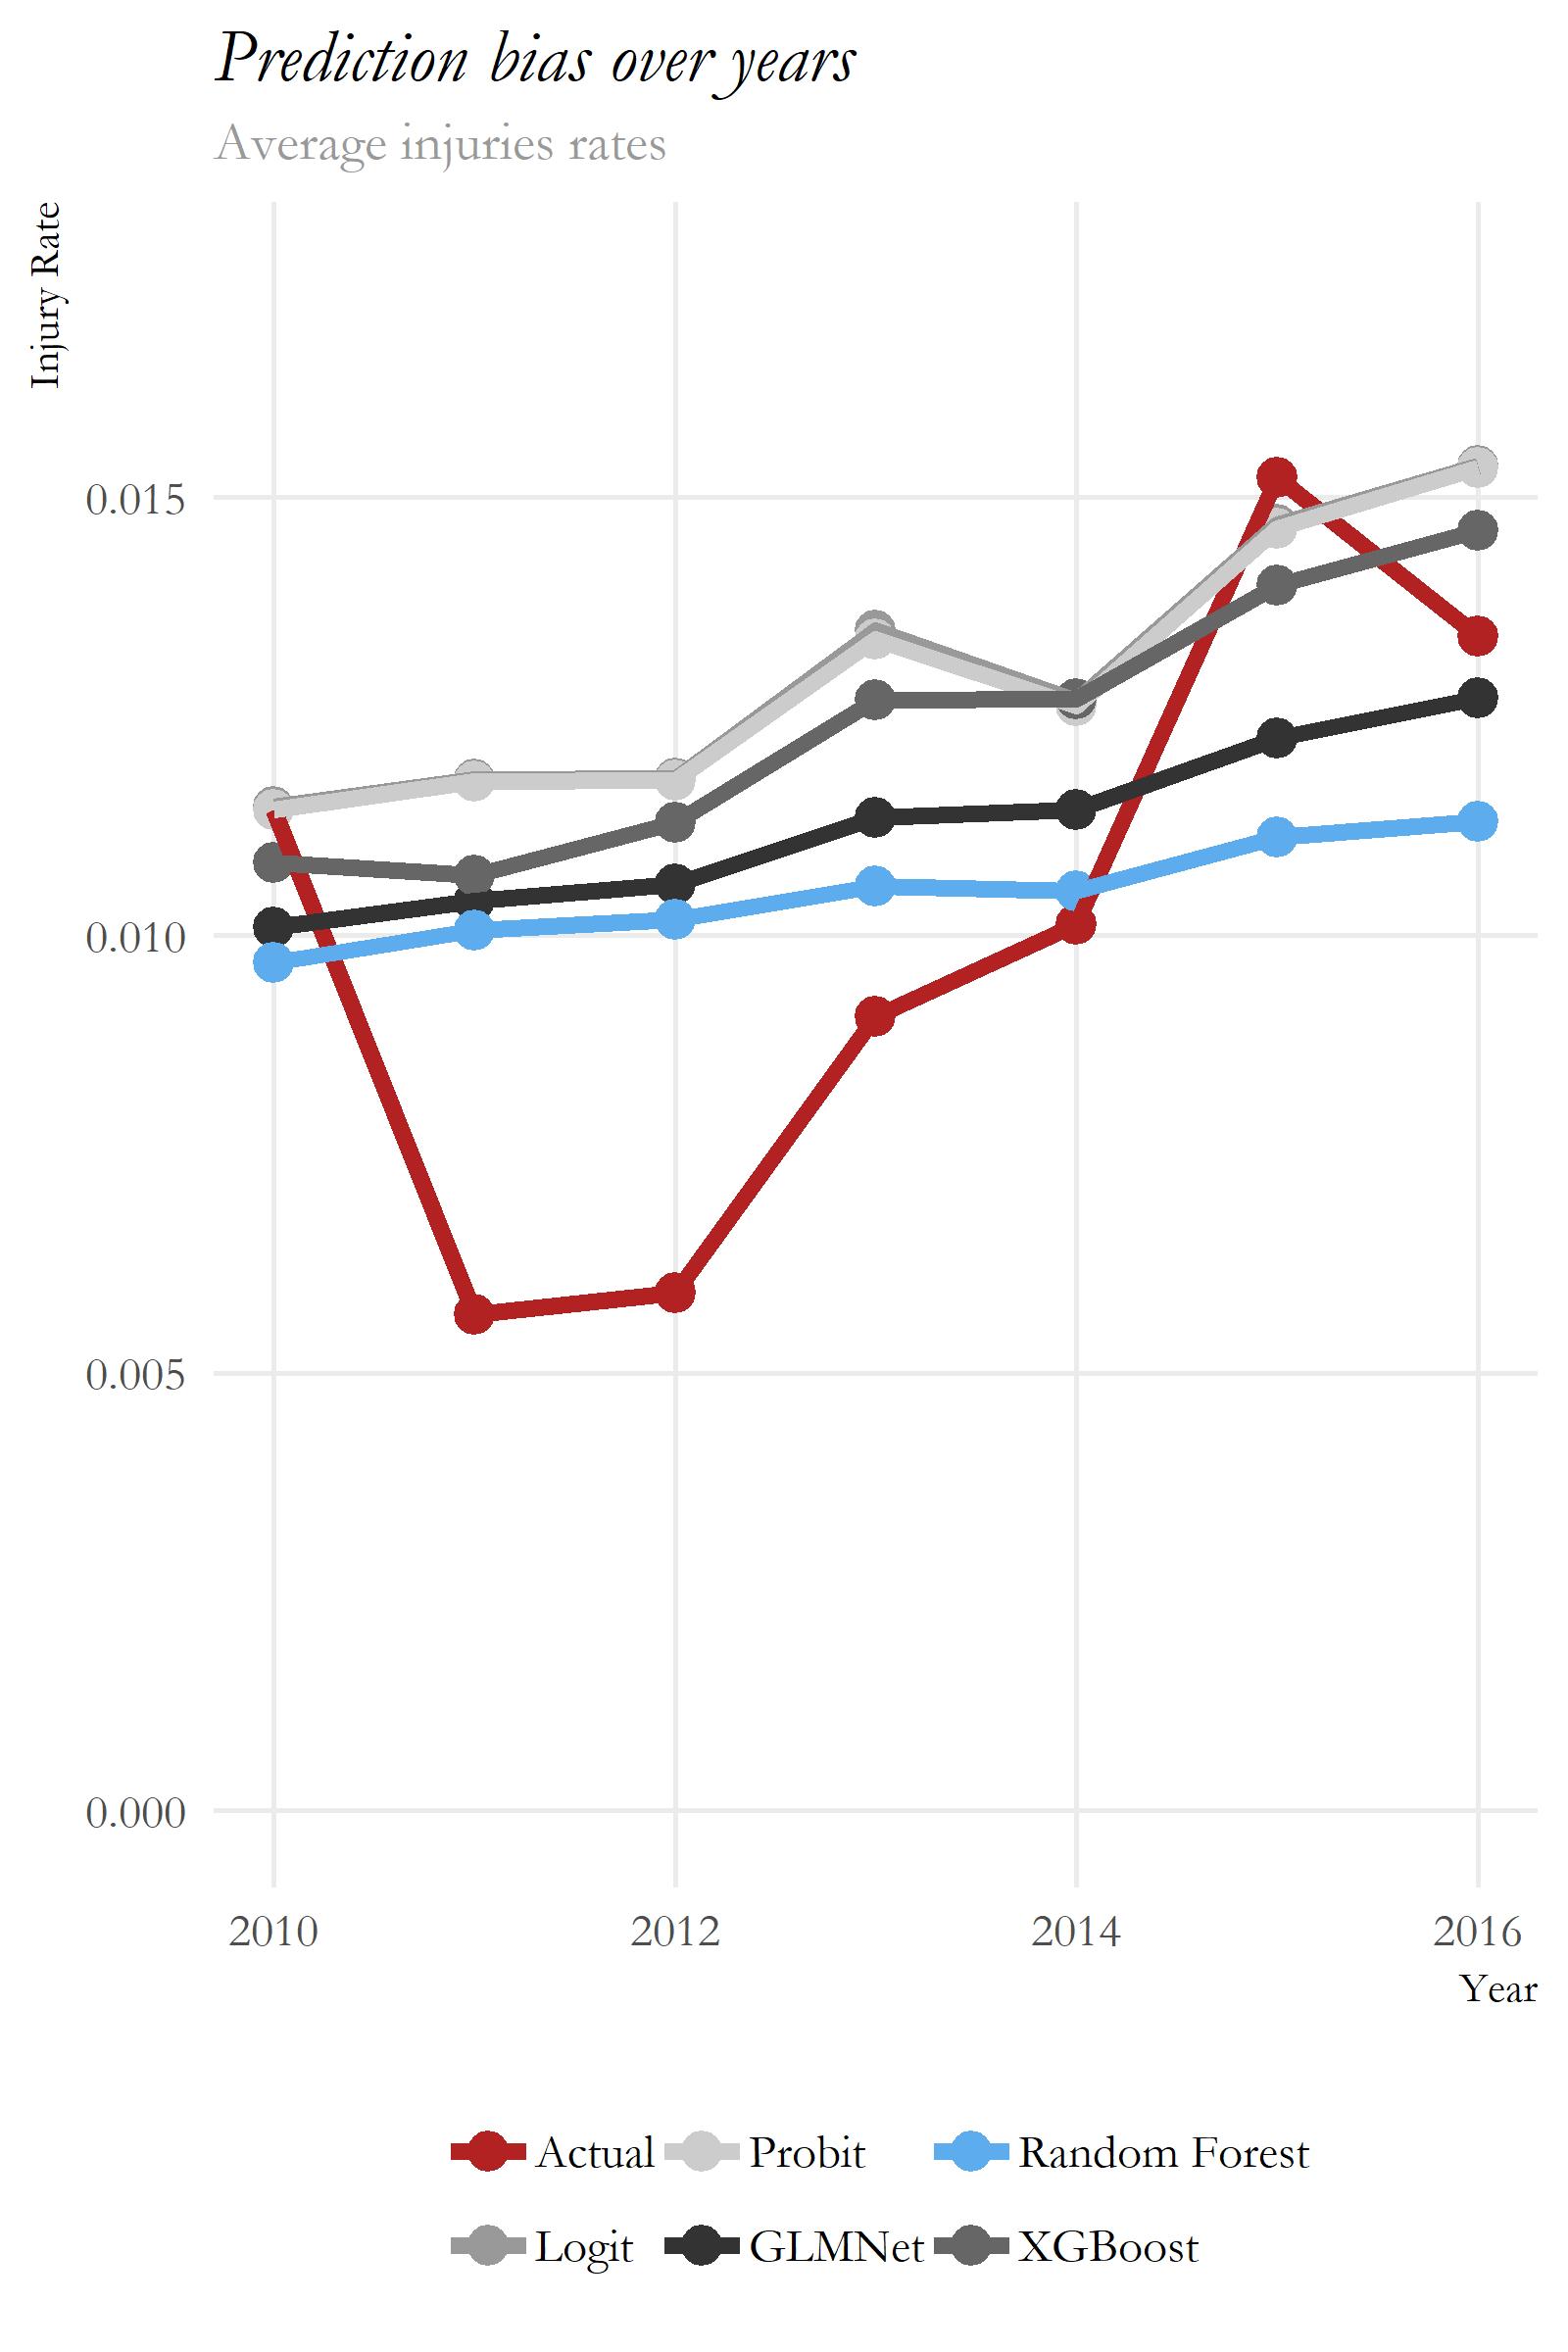 Prediction bias over years
Average injuries rates
Injury Rate
0.015
0.010
0.005
0.000
2010 2012 2014 2016
Year
Actual Probit Random Forest
Logit GLMNet XGBoost